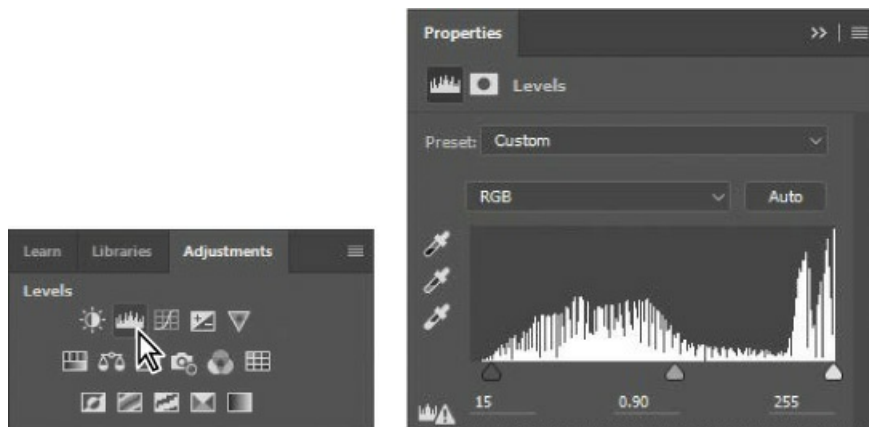 Learn Libraries Adjustments
Levels
Properties
Levels
Preset: Custom
RGB Auto
15 0.90 255